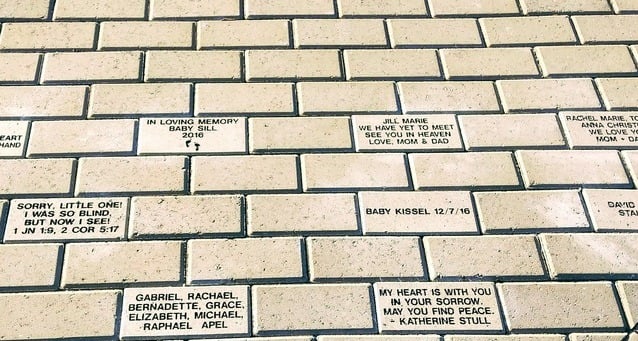 EART
HAND
IN LOVING MEMORY
BABY SILL
2016
JILL MARIE
WE HAVE YET TO MEET
SEE YOU IN HEAVEN
LOVE, MOM & DAD
RACHEL MARIE, TO
ANNA CHRIST
WE LOVE Y
MOM + DA
SORRY, LITTLE ONE!
I WAS SO BLIND,
BUT NOW I SEE!
1 JN 1:9, 2 COR 5:17
BABY KISSEL 12/7/16
DAVID
STA
GABRIEL, RACHAEL,
BERNADETTE, GRACE,
ELIZABETH, MICHAEL,
RAPHAEL APEL
MY HEART IS WITH YOU
IN YOUR SORROW.
MAY YOU FIND PEACE.
- KATHERINE STULL